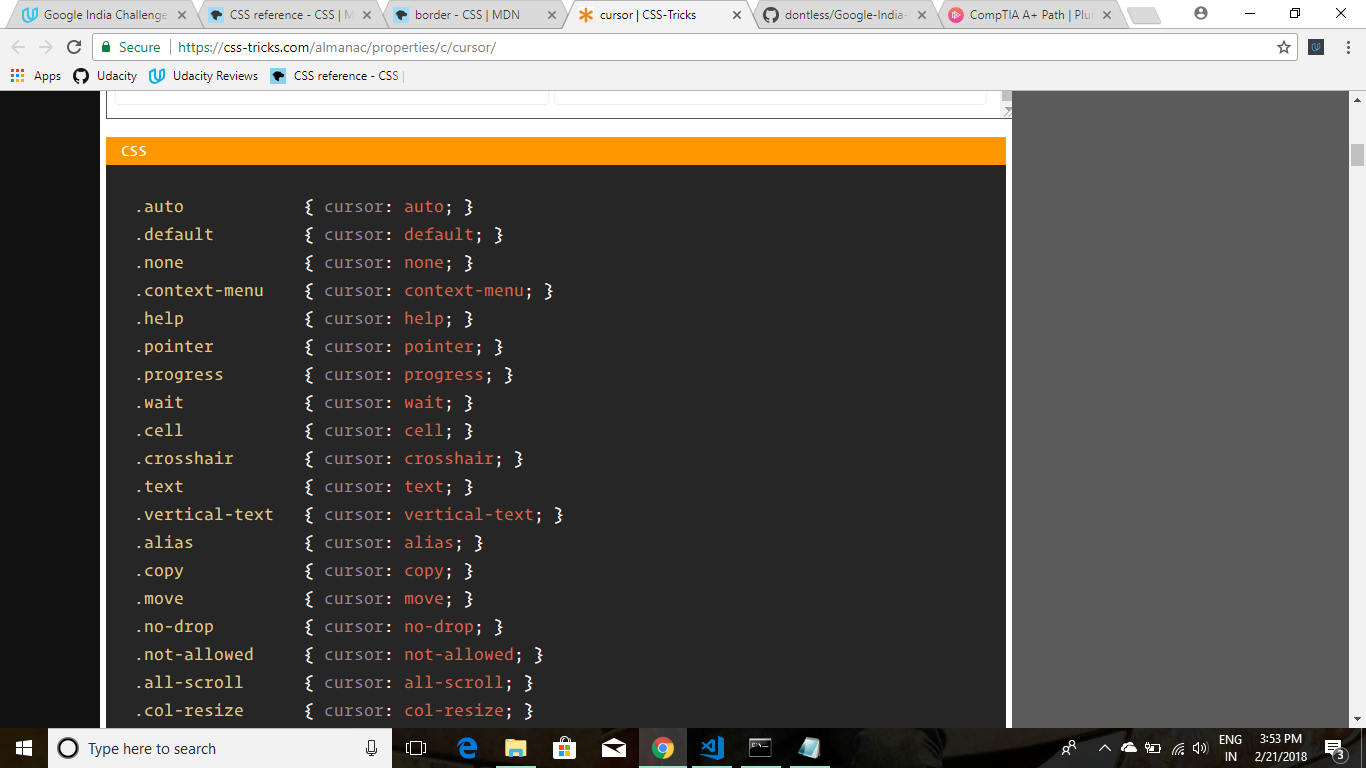 Google India Challenge
CSS reference - CSS | M
border - CSS | MDN
cursor | CSS-Tricks
dontless/Google-India-
CompTIA A+ Path | Plu
Secure
https://css-tricks.com/almanac/properties/c/cursor/
Apps
Udacity
Udacity Reviews
CSS reference - CSS |
CSS
.auto { cursor: auto; }
.default { cursor: default; }
.none { cursor: none; }
.context-menu { cursor: context-menu; }
.help { cursor: help; }
.pointer { cursor: pointer; }
.progress { cursor: progress; }
.wait { cursor: wait; }
.cell { cursor: cell; }
.crosshair { cursor: crosshair; }
.text { cursor: text; }
.vertical-text { cursor: vertical-text; }
.alias { cursor: alias; }
.copy { cursor: copy; }
.move { cursor: move; }
.no-drop { cursor: no-drop; }
.not-allowed { cursor: not-allowed; }
.all-scroll { cursor: all-scroll; }
.col-resize { cursor: col-resize; }
Type here to search
ENG
IN
3:53 PM
2/21/2018
3